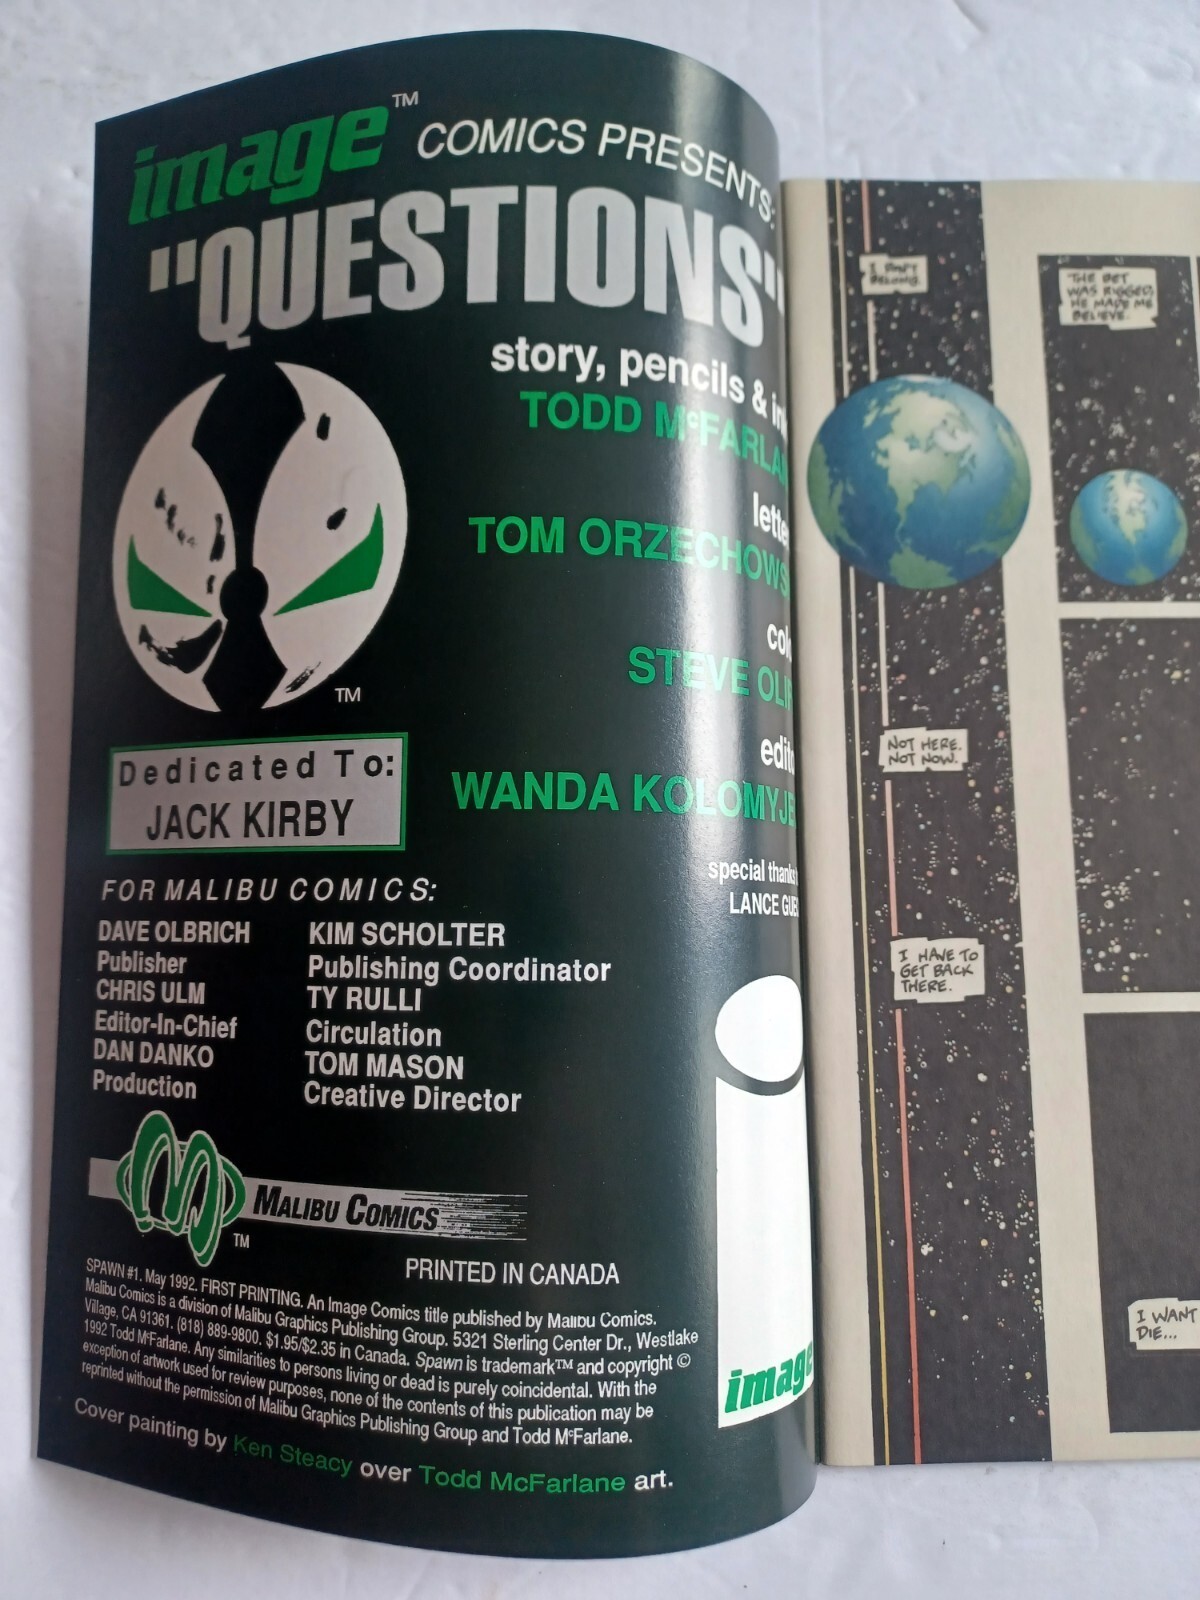 image™ COMICS PRESENTS:
"QUESTIONS"
story, pencils &
TODD McFARLA
TOM ORZECHOWS
STEVE
WANDA KOLOMYJE
special thanks
LANCE
TM
Dedicated To:
JACK KIRBY
FOR MALIBU COMICS:
DAVE OLBRICH
Publisher
CHRIS ULM
Editor-In-Chief
DAN DANKO
Production
KIM SCHOLTER
Publishing Coordinator
TY RULLI
Circulation
TOM MASON
Creative Director
MALIBU COMICS
TM
PRINTED IN CANADA
SPAWN #1. May 1992. FIRST PRINTING. An Image Comics title published by Malibu Comics.
Malibu Comics is a division of Malibu Graphics Publishing Group. 5321 Sterling Center Dr., Westlake
Village, CA 91361. (818) 889-9800. $1.95/$2.35 in Canada. Spawn is trademark™ and copyright ©
1992 Todd McFarlane. Any similarities to persons living or dead is purely coincidental. With the
exception of artwork used for review purposes, none of the contents of this publication may be
reprinted without the permission of Malibu Graphics Publishing Group and Todd McFarlane.
Cover painting by Ken Steacy over Todd McFarlane art.
image
I DON'T
BELONG.
NOT HERE.
NOT NOW.
I HAVE TO
GET BACK
THERE.
THE BET
WAS RIGGED,
HE MADE ME
BELIEVE.
I WANT
DIE...